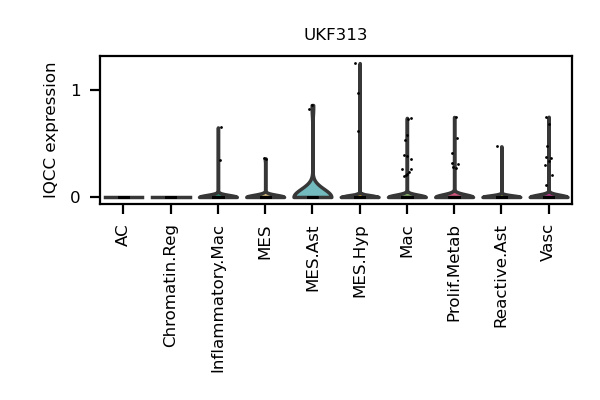 UKF313
IQCC expression
1
0
AC
Chromatin.Reg
Inflammatory.Mac
MES
MES.Ast
MES.Hyp
Mac
Prolif.Metab
Reactive.Ast
Vasc